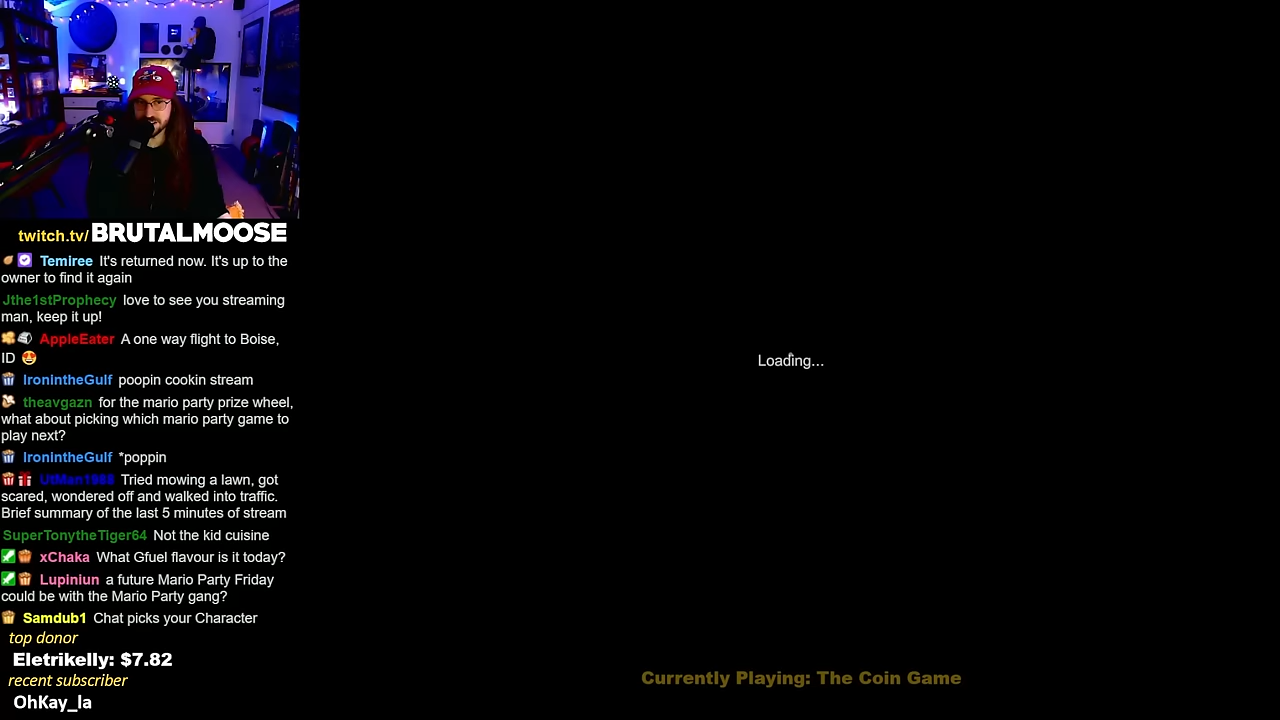 twitch.tv/BRUTALMOOSE
Temiree It's returned now. It's up to the
owner to find it again
Jthe1stProphecy love to see you streaming
man, keep it up!
AppleEater A one way flight to Boise,
ID 😍
IronintheGulf poopin cookin stream
theavgazn for the mario party prize wheel,
what about picking which mario party game to
play next?
IronintheGulf *poppin
UtMan1988 Tried mowing a lawn, got
scared, wondered off and walked into traffic.
Brief summary of the last 5 minutes of stream
SuperTonytheTiger64 Not the kid cuisine
xChaka What Gfuel flavour is it today?
Lupiniun a future Mario Party Friday
could be with the Mario Party gang?
Samdub1 Chat picks your Character
top donor
Eletrikelly: $7.82
recent subscriber
OhKay_la
Loading...
Currently Playing: The Coin Game